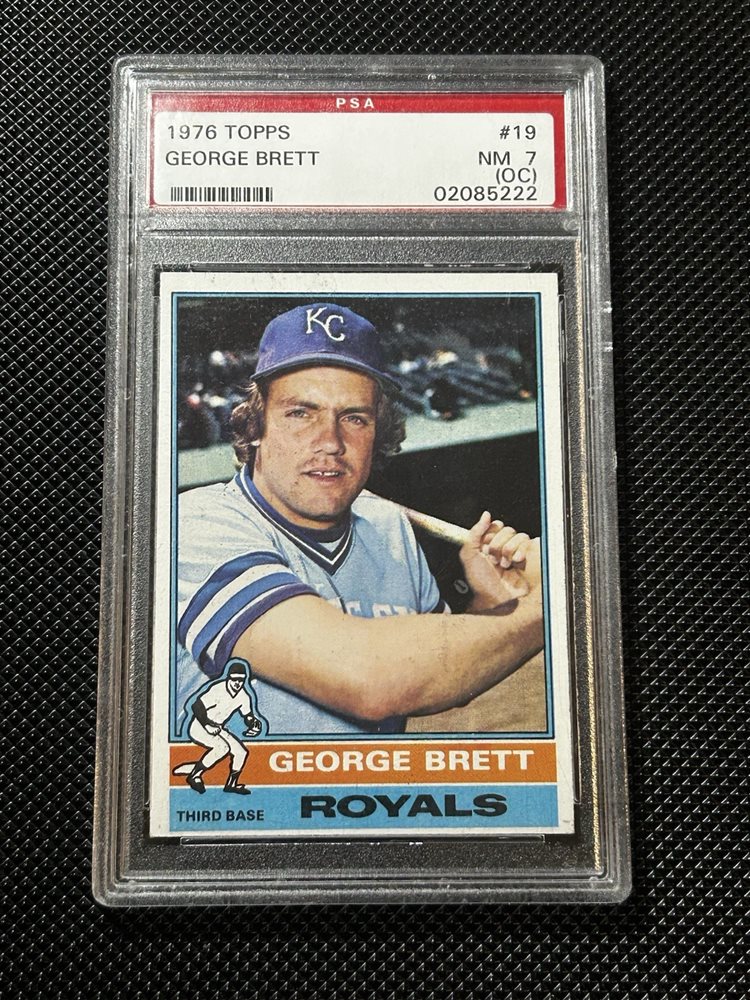 PSA
1976 TOPPS #19
GEORGE BRETT NM 7
(OC)
02085222
KC
GEORGE BRETT
THIRD BASE ROYALS